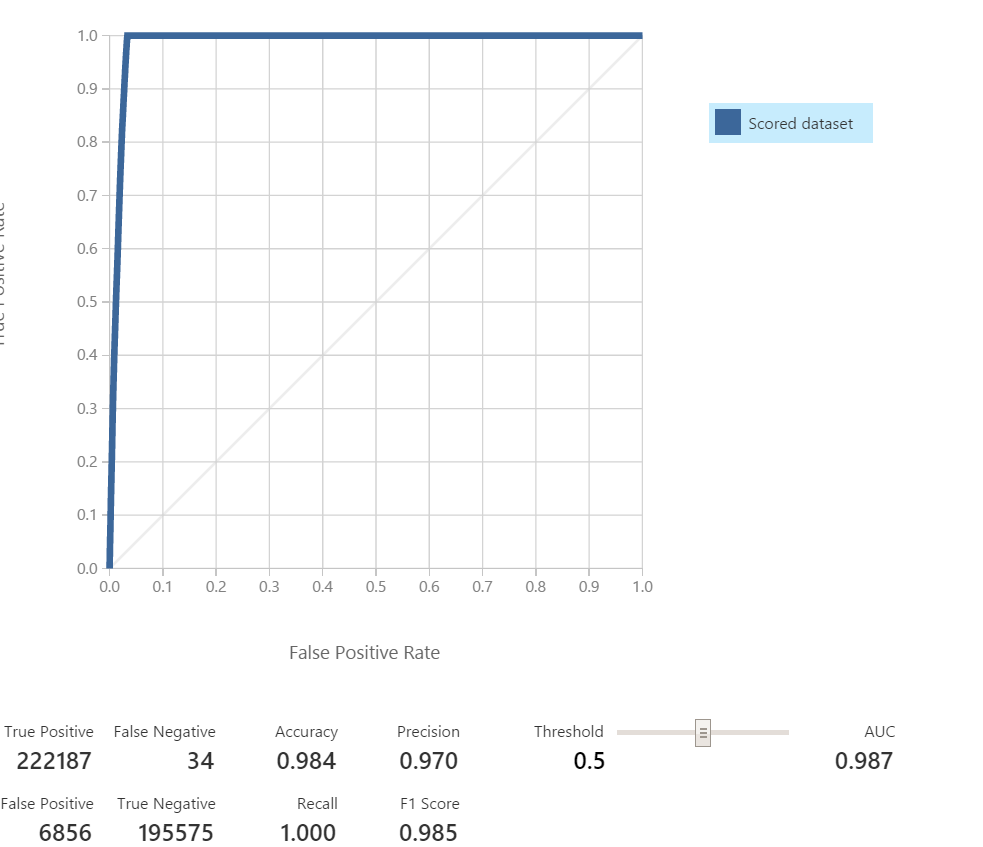 1.0
0.9
0.8
0.7
0.6
0.5
0.4
0.3
0.2
0.1
0.0
0.0 0.1 0.2 0.3 0.4 0.5 0.6 0.7 0.8 0.9 1.0
False Positive Rate
Scored dataset
True Positive False Negative Accuracy Precision Threshold AUC
222187 34 0.984 0.970 0.5 0.987
False Positive True Negative Recall F1 Score
6856 195575 1.000 0.985